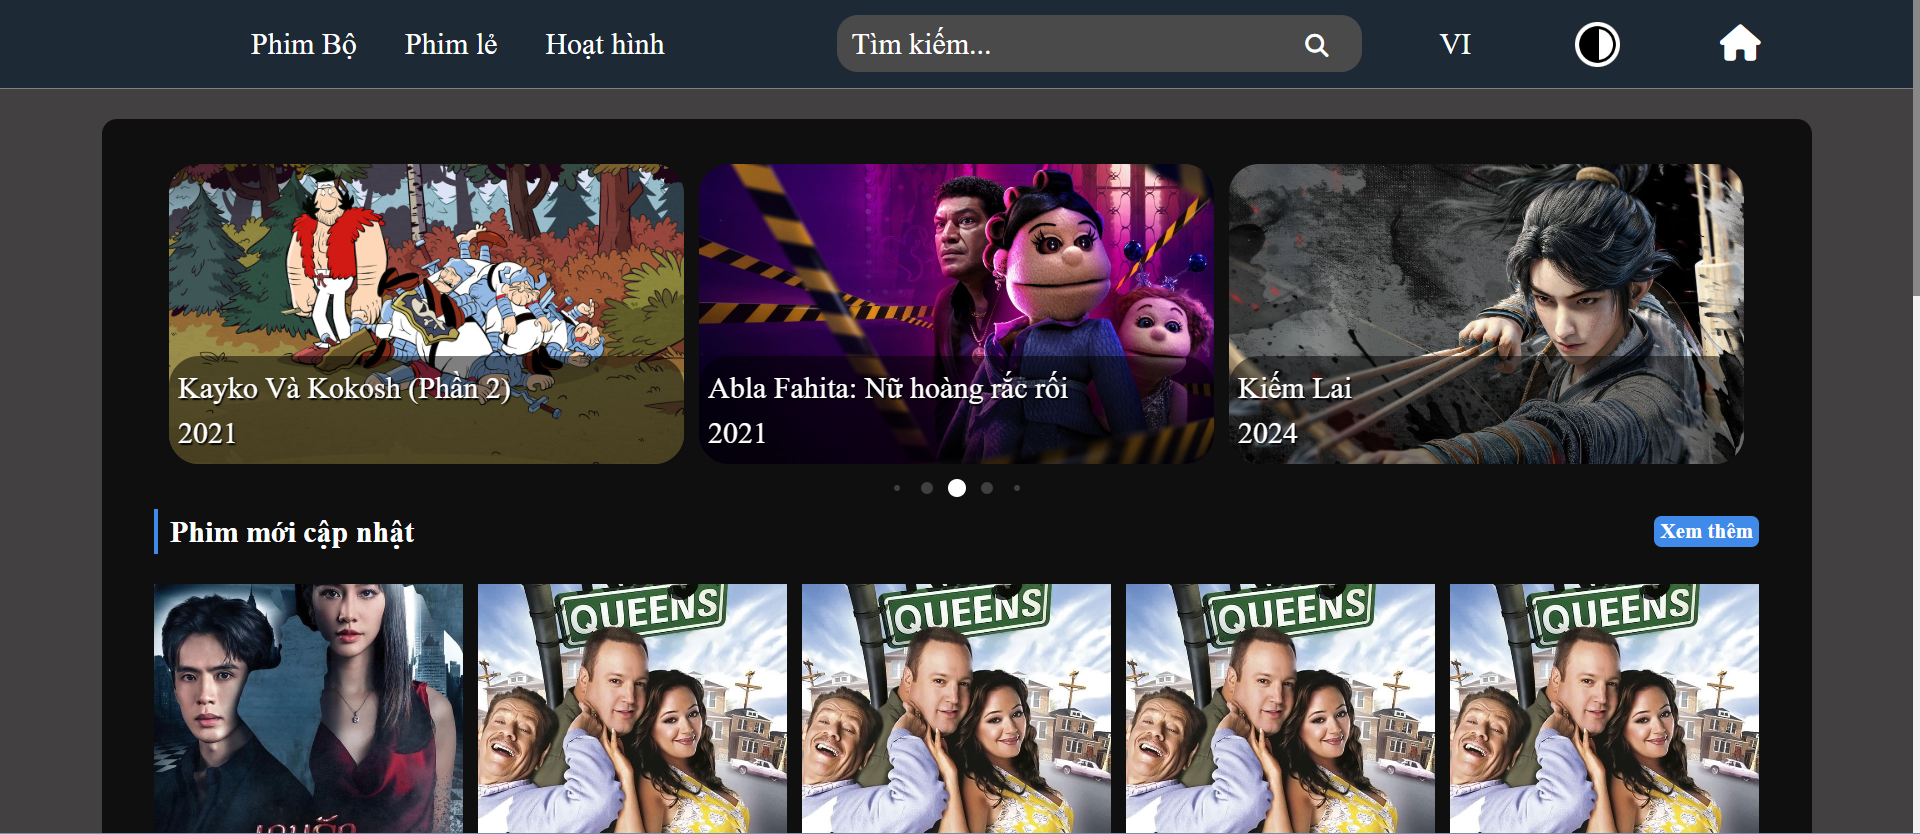 Phim Bộ Phim lẻ Hoạt hình Tìm kiếm... VI
Kayko Và Kokosh (Phần 2)
2021
Abla Fahita: Nữ hoàng rắc rối
2021
Kiếm Lai
2024
Phim mới cập nhật
Xem thêm
QUEENS
QUEENS
QUEENS
QUEENS